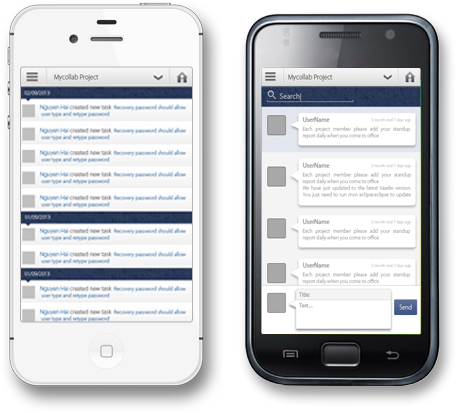 Mycollab Project
02/09/2013
Nguyen Hai created new task Recovery password should allow
user type and retype password
Nguyen Hai created new task Recovery password should allow
user type and retype password
Nguyen Hai created new task Recovery password should allow
user type and retype password
Nguyen Hai created new task Recovery password should allow
user type and retype password
Nguyen Hai created new task Recovery password should allow
user type and retype password
01/09/2013
Nguyen Hai created new task Recovery password should allow
user type and retype password
Nguyen Hai created new task Recovery password should allow
user type and retype password
01/09/2013
Nguyen Hai created new task Recovery password should allow
user type and retype password
Nguyen Hai created new task Recovery password should allow
user type and retype password
Mycollab Project
Search
UserName 2 month and 7 days ago
Each project member please add your standup
report daily when you come to office
UserName 2 month and 7 days ago
Each project member please add your standup
report daily when you come to office
We have just updated to the latest
You just need to run mvn eclipse:eclipse to update
UserName 2 month and 7 days ago
Each project member please add your standup
report daily when you come to office
UserName 2 month and 7 days ago
Each project member please add your standup
report daily when you come to office
Title
Text...
Send